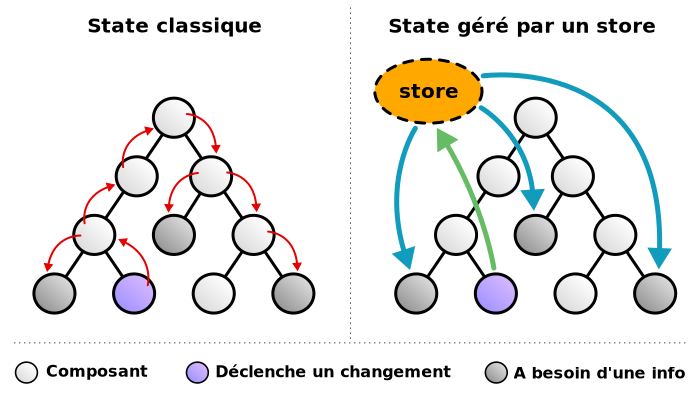 State classique
State géré par un store
store
Composant
Déclenche un changement
A besoin d'une info